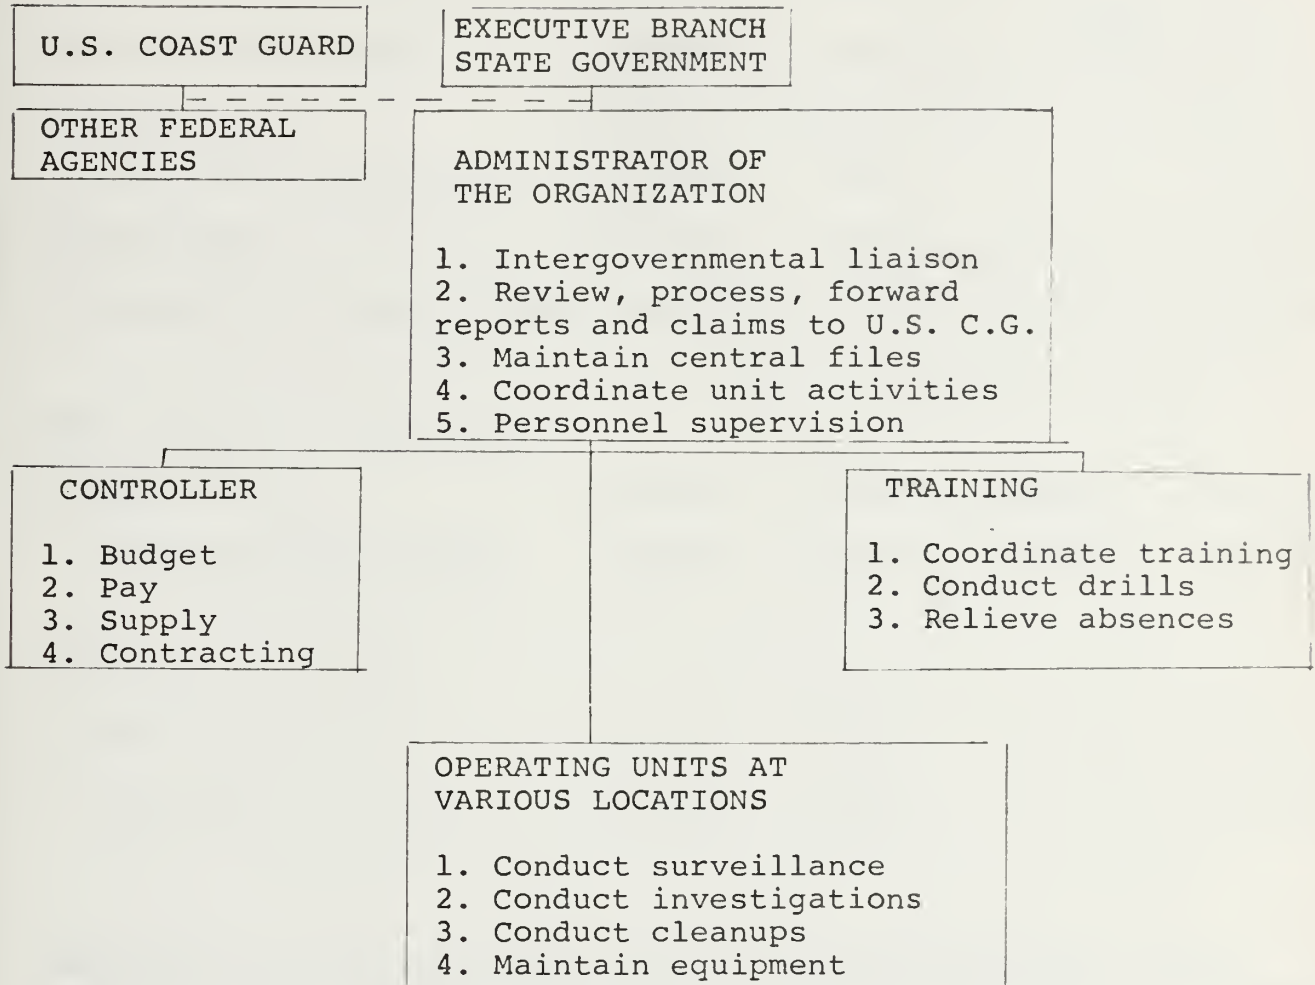 U.S. COAST GUARD
EXECUTIVE BRANCH
STATE GOVERNMENT
OTHER FEDERAL
AGENCIES
ADMINISTRATOR OF
THE ORGANIZATION
1. Intergovernmental liaison
2. Review, process, forward
reports and claims to U.S. C.G.
3. Maintain central files
4. Coordinate unit activities
5. Personnel supervision
CONTROLLER
1. Budget
2. Pay
3. Supply
4. Contracting
TRAINING
1. Coordinate training
2. Conduct drills
3. Relieve absences
OPERATING UNITS AT
VARIOUS LOCATIONS
1. Conduct surveillance
2. Conduct investigations
3. Conduct cleanups
4. Maintain equipment